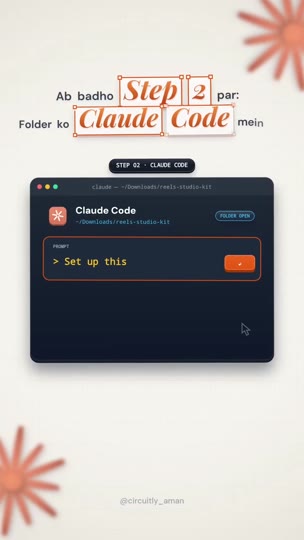 Ab badho Step 2 par:
Folder ko Claude Code mein
STEP 02 · CLAUDE CODE
claude — ~/Downloads/reels-studio-kit
Claude Code
~/Downloads/reels-studio-kit
FOLDER OPEN
PROMPT
> Set up this
@circuitly_aman